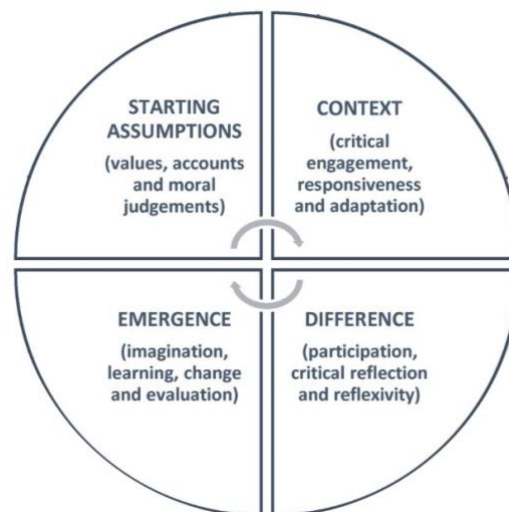 STARTING
ASSUMPTIONS
(values, accounts
and moral
judgements)
CONTEXT
(critical
engagement,
responsiveness
and adaptation)
EMERGENCE
(imagination,
learning, change
and evaluation)
DIFFERENCE
(participation,
critical reflection
and reflexivity)